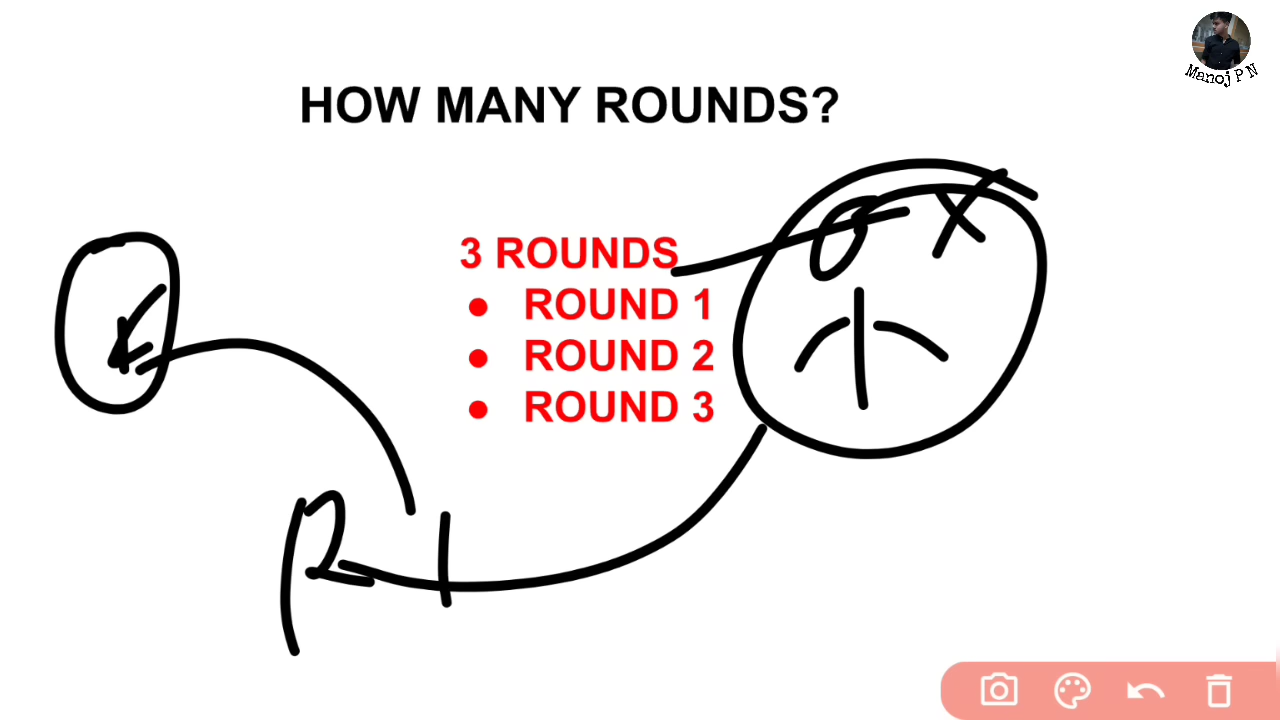 Manoj P N
HOW MANY ROUNDS?
3 ROUNDS
● ROUND 1
● ROUND 2
● ROUND 3